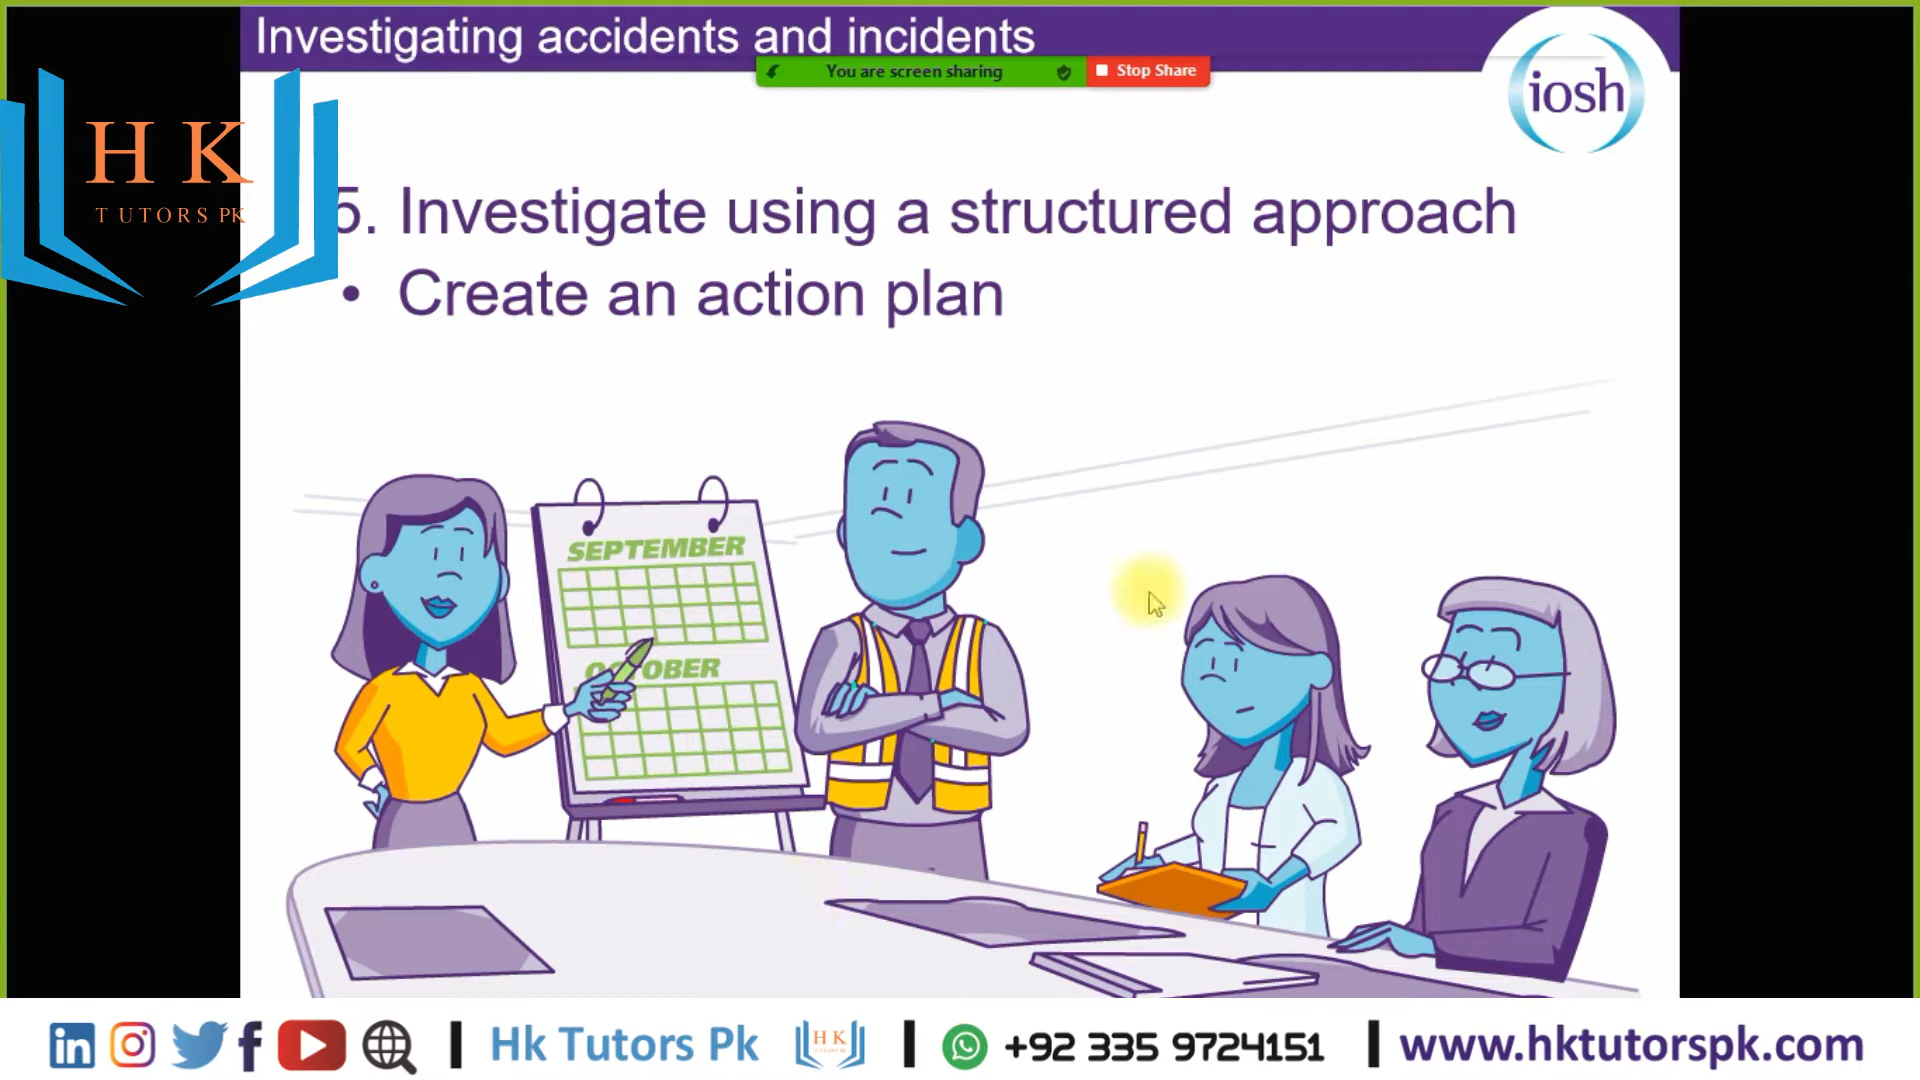 Investigating accidents and incidents
You are screen sharing
Stop Share
iosh
H K
TUTORS PK
5. Investigate using a structured approach
• Create an action plan
SEPTEMBER
OCTOBER
Hk Tutors Pk
H K
+92 335 9724151
www.hktutorspk.com